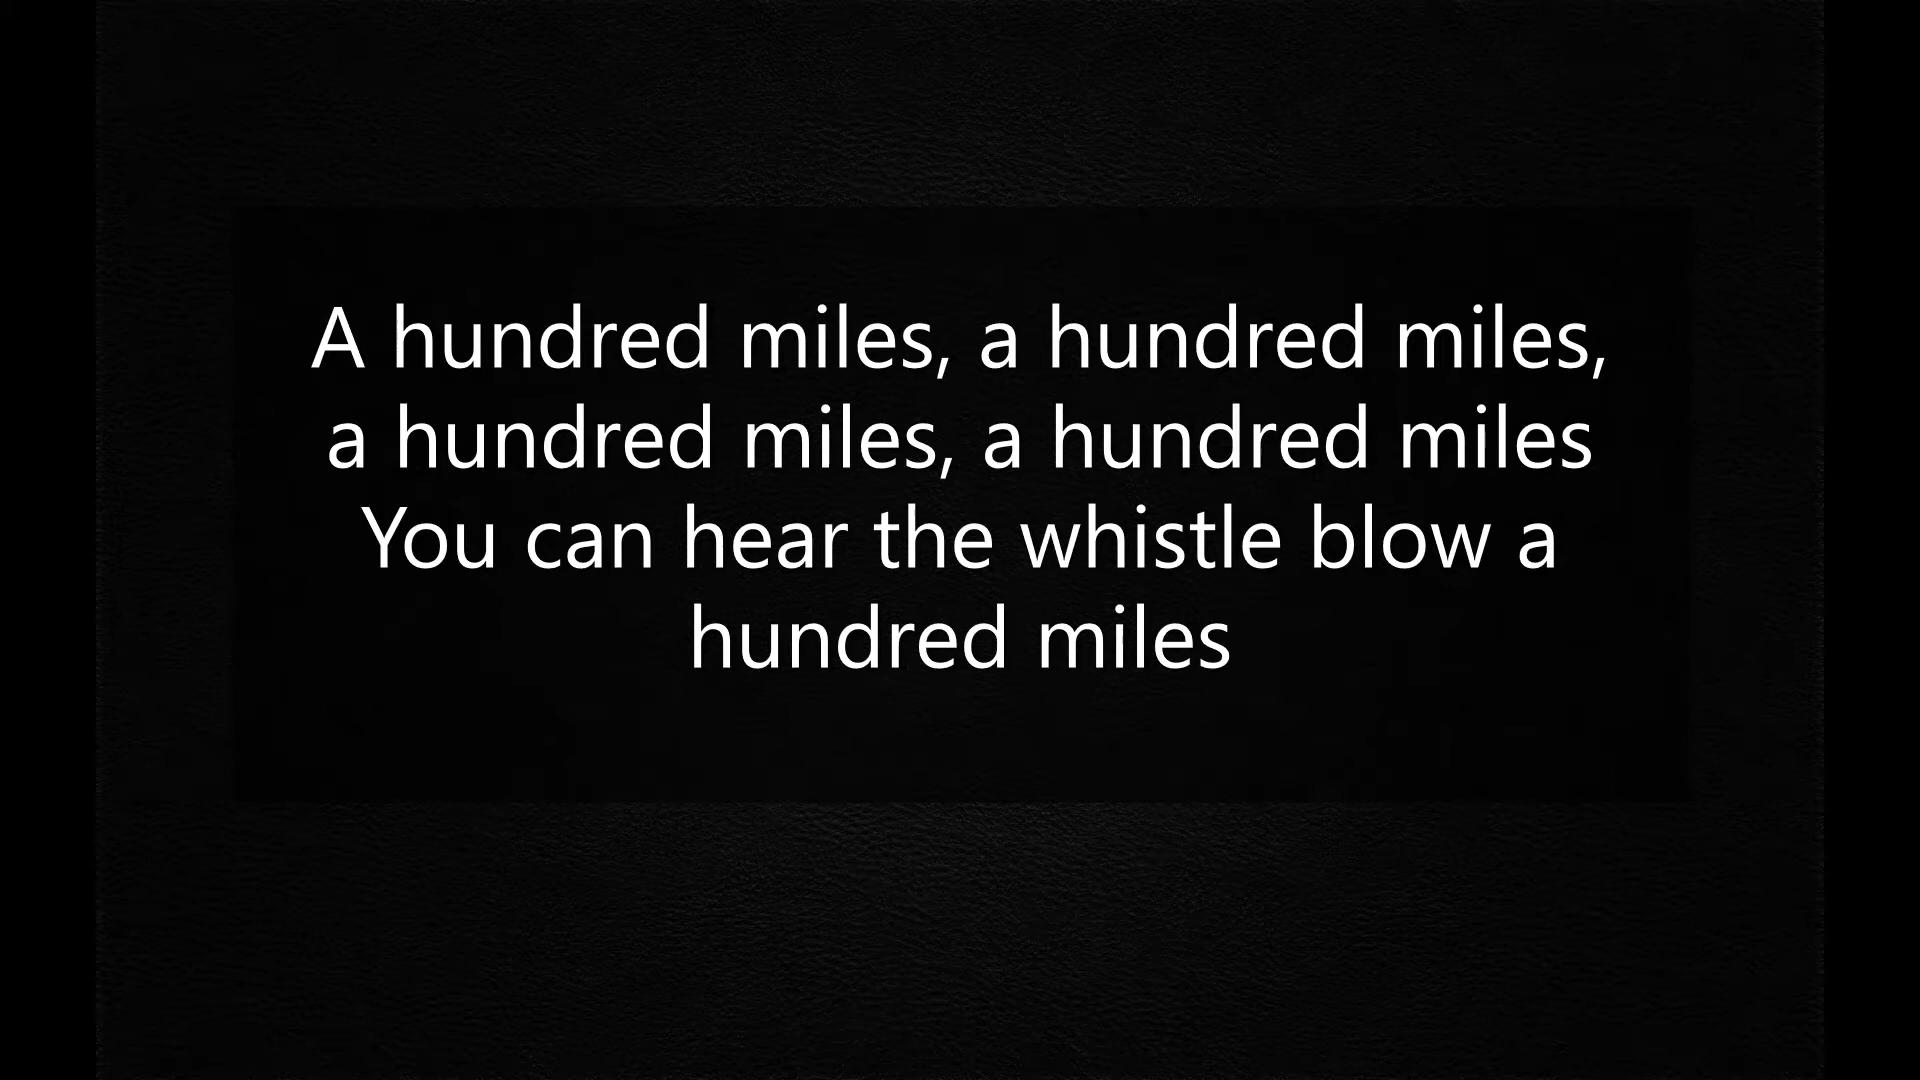 A hundred miles, a hundred miles,
a hundred miles, a hundred miles
You can hear the whistle blow a
hundred miles